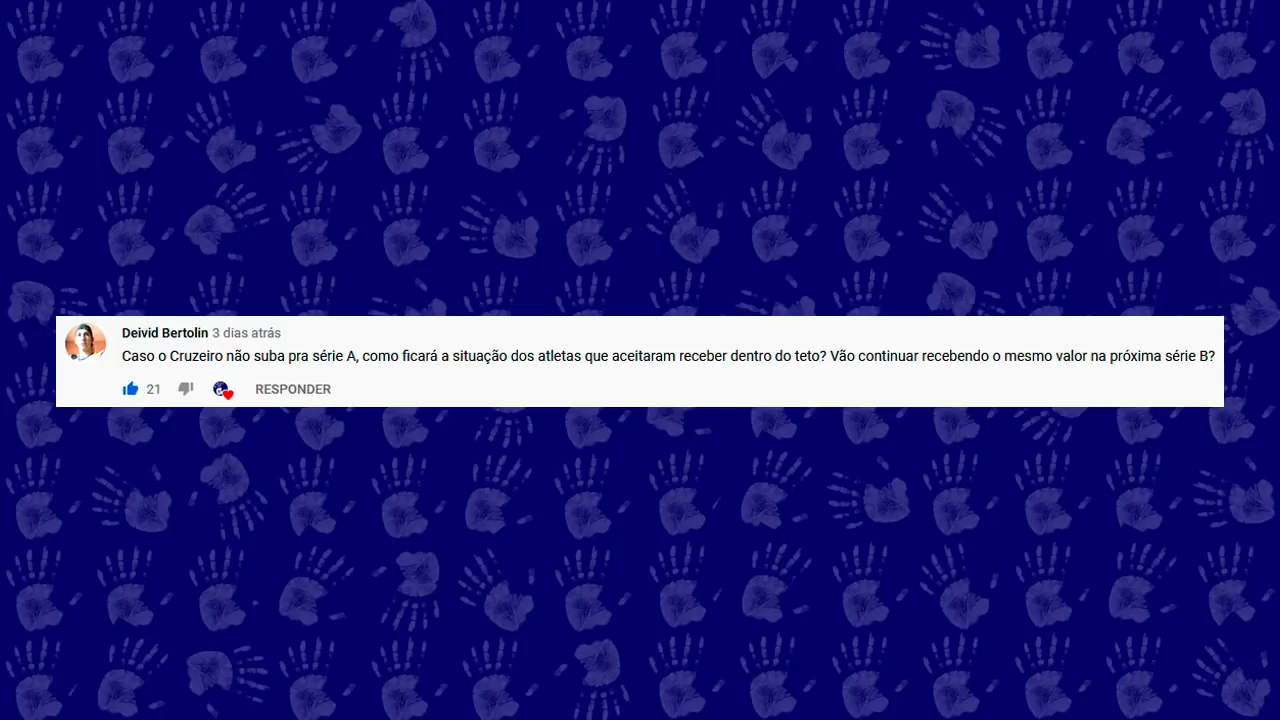 Deivid Bertolin 3 dias atrás
Caso o Cruzeiro não suba pra série A, como ficará a situação dos atletas que aceitaram receber dentro do teto? Vão continuar recebendo o mesmo valor na próxima série B?
21 RESPONDER